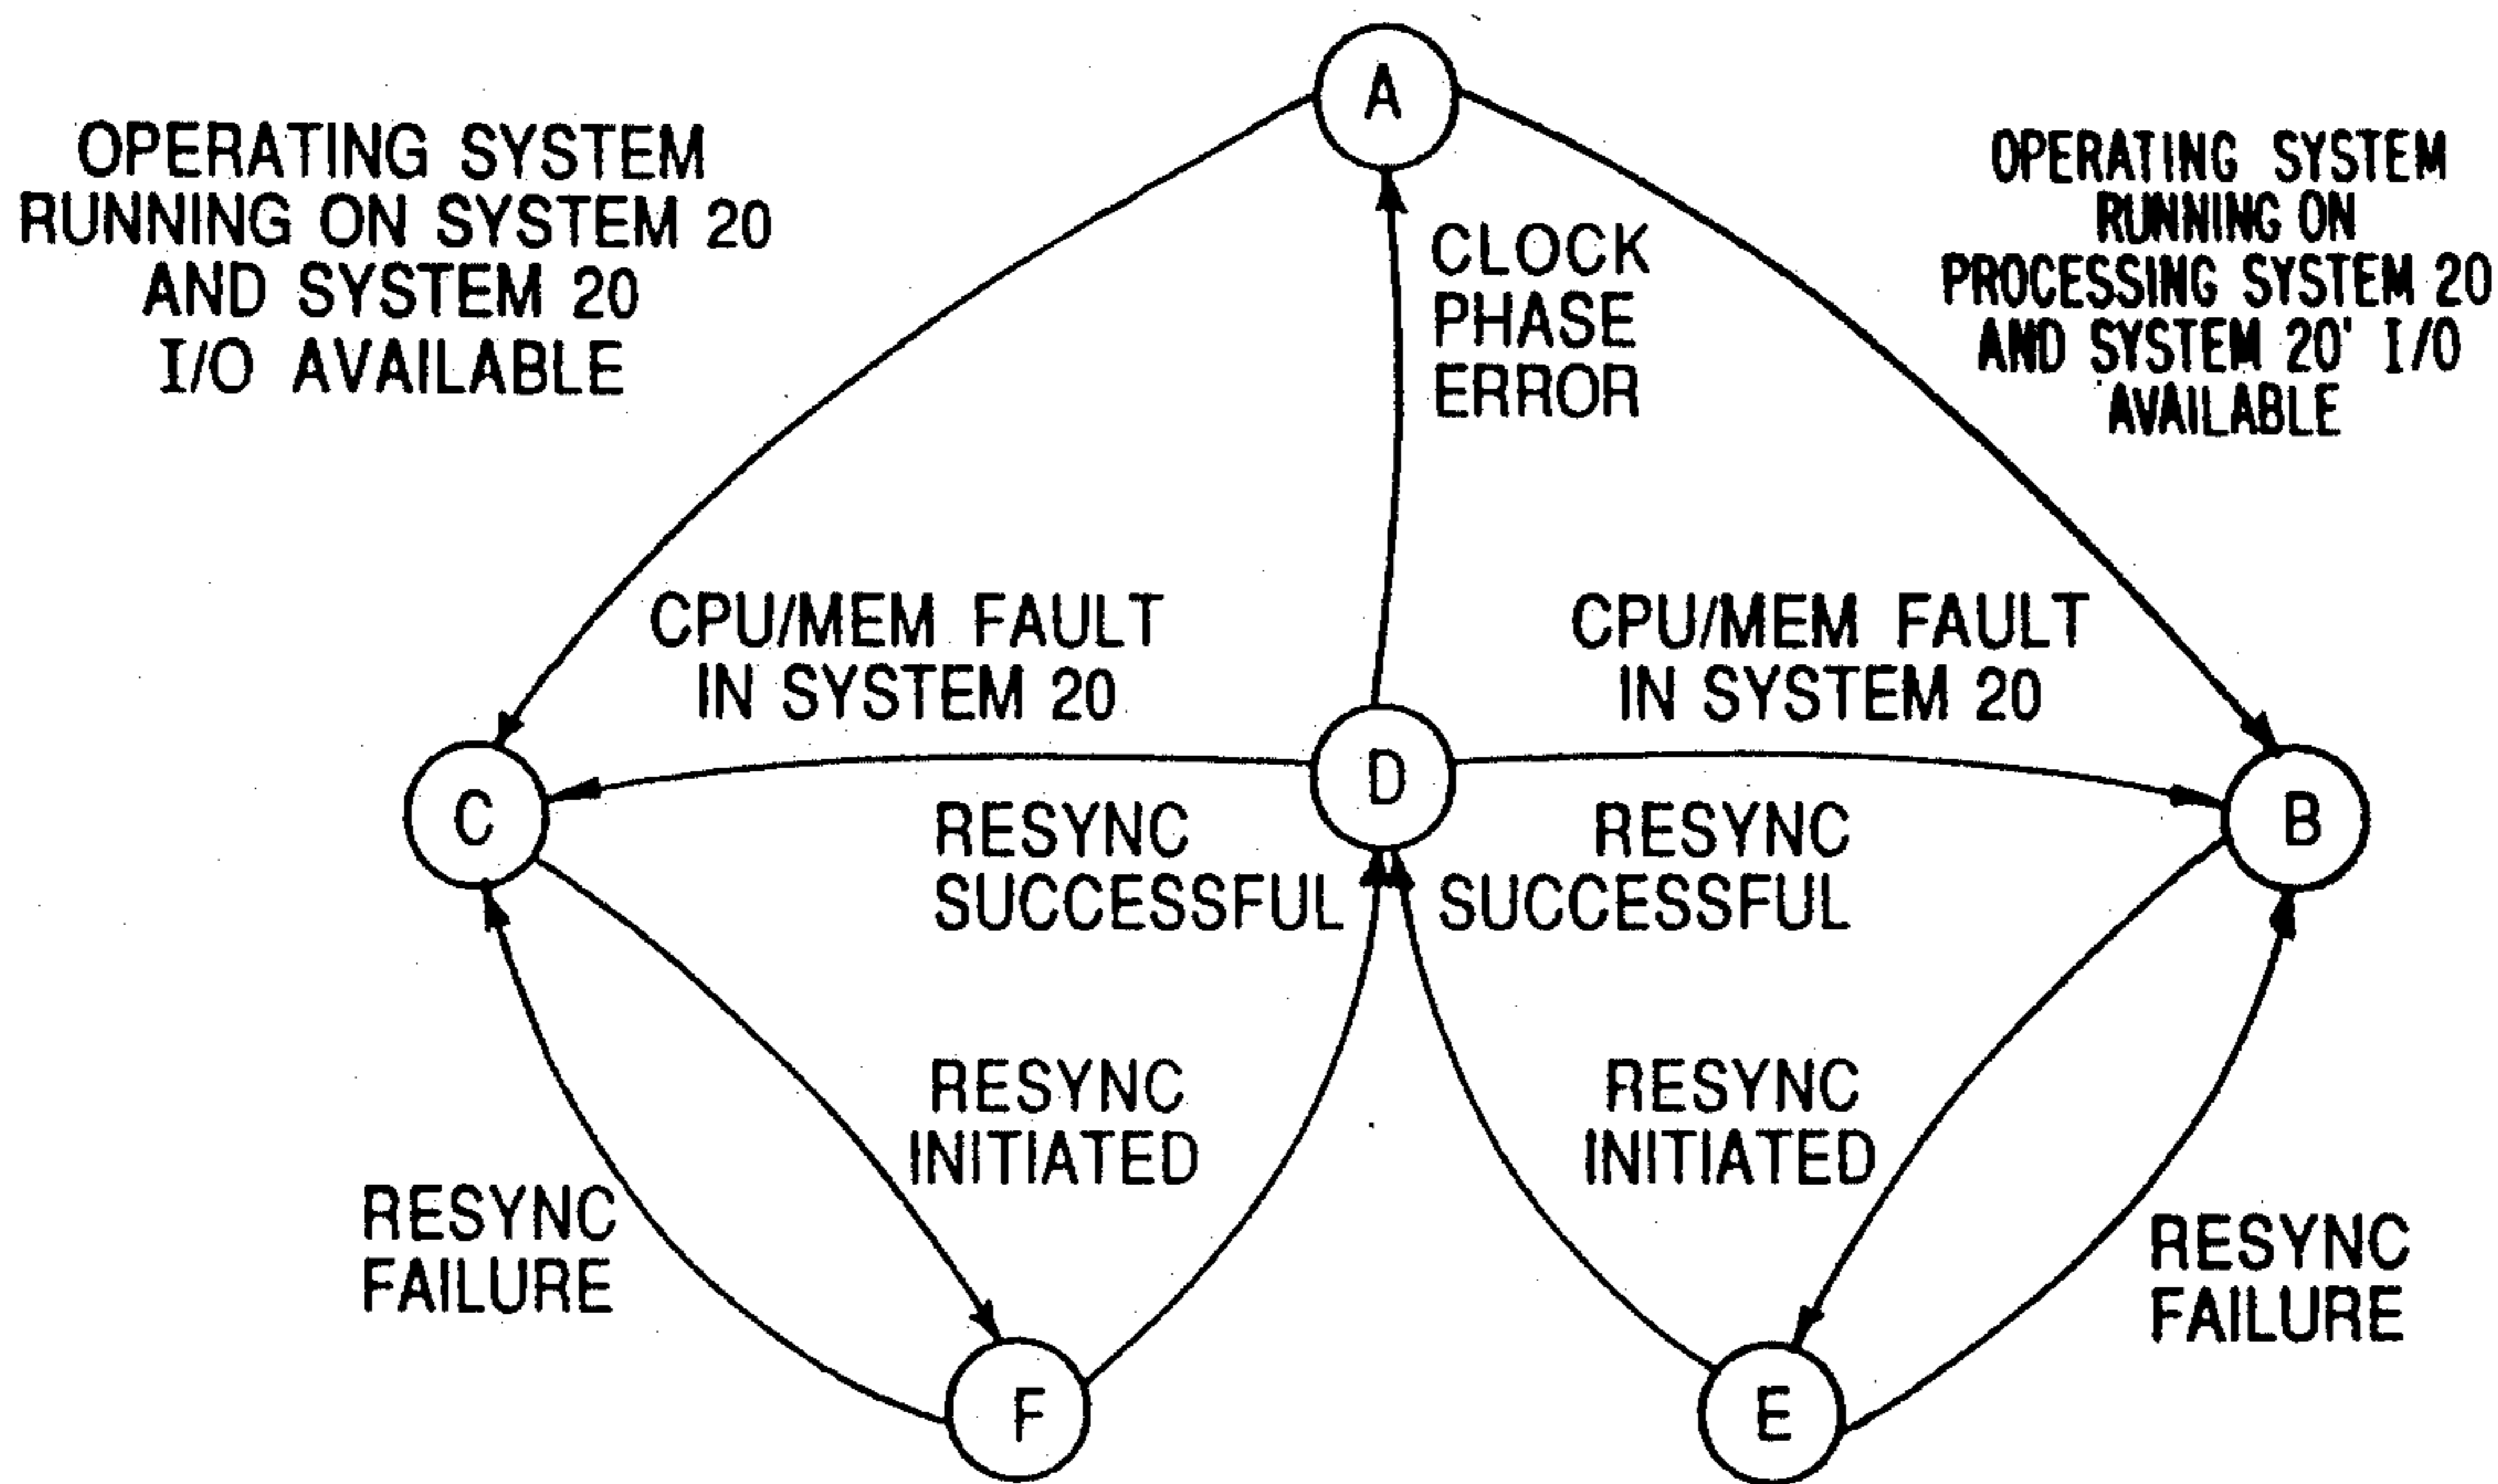 A
OPERATING SYSTEM
RUNNING ON SYSTEM 20
AND SYSTEM 20
I/O AVAILABLE
CLOCK
PHASE
ERROR
OPERATING SYSTEM
RUNNING ON
PROCESSING SYSTEM 20
AND SYSTEM 20' I/O
AVAILABLE
CPU/MEM FAULT
IN SYSTEM 20
CPU/MEM FAULT
IN SYSTEM 20
C
D
B
RESYNC
SUCCESSFUL
RESYNC
SUCCESSFUL
RESYNC
INITIATED
RESYNC
INITIATED
RESYNC
FAILURE
RESYNC
FAILURE
F
E